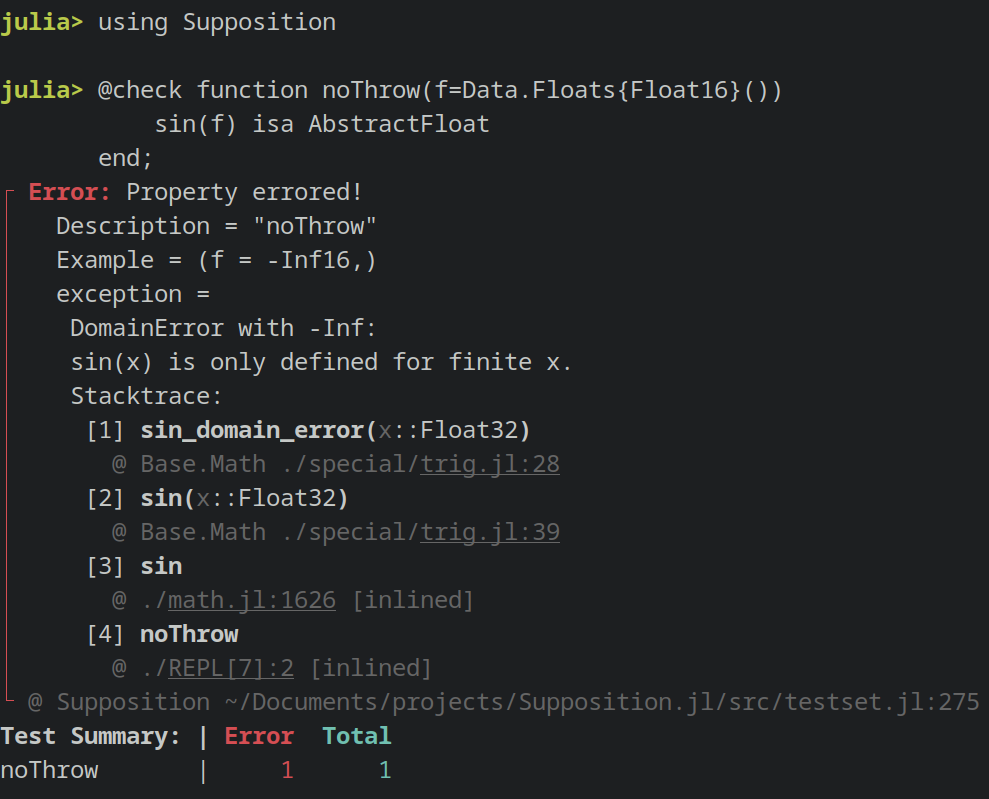 julia> using Supposition
julia> @check function noThrow(f=Data.Floats{Float16}())
sin(f) isa AbstractFloat
end;
Error: Property errored!
Description = "noThrow"
Example = (f = -Inf16,)
exception =
DomainError with -Inf:
sin(x) is only defined for finite x.
Stacktrace:
[1] sin_domain_error(x::Float32)
@ Base.Math ./special/trig.jl:28
[2] sin(x::Float32)
@ Base.Math ./special/trig.jl:39
[3] sin
@ ./math.jl:1626 [inlined]
[4] noThrow
@ ./REPL[7]:2 [inlined]
@ Supposition ~/Documents/projects/Supposition.jl/src/testset.jl:275
Test Summary: | Error Total
noThrow | 1 1